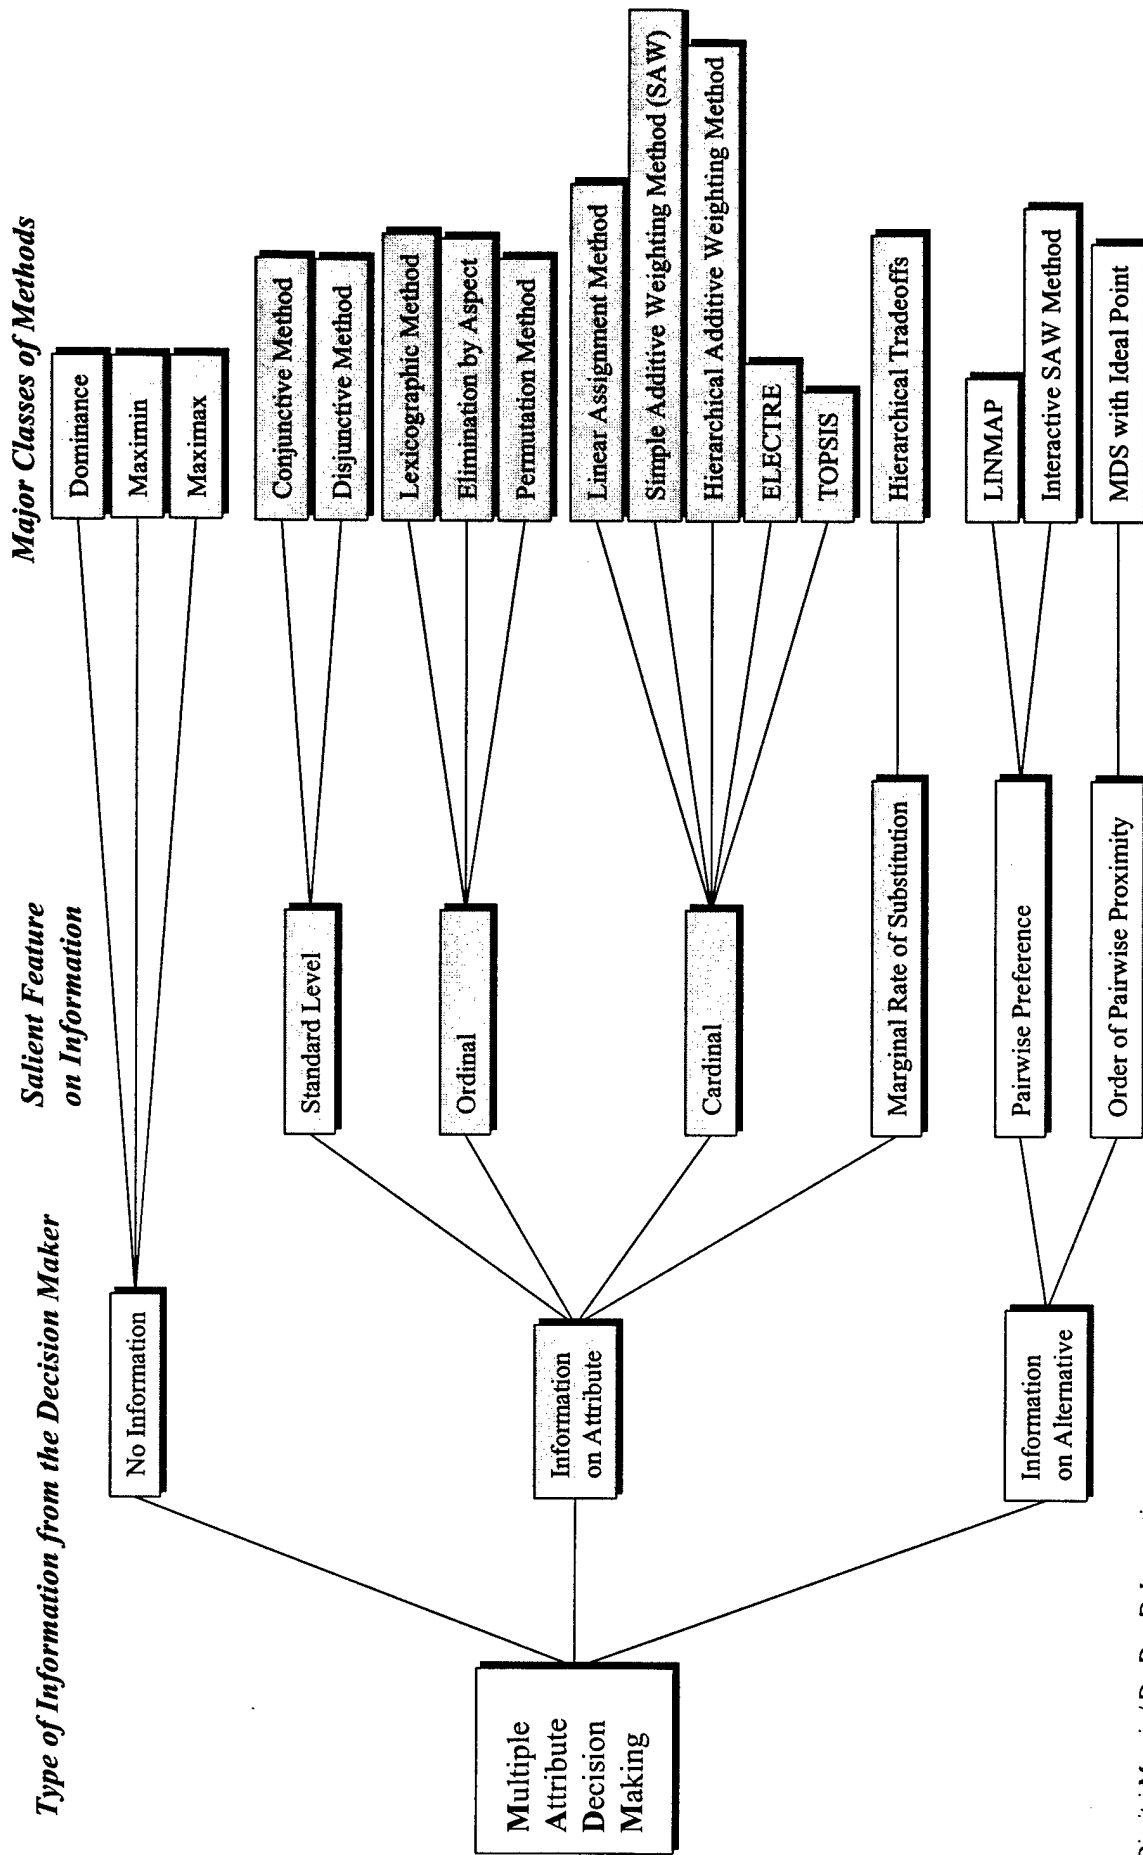 Type of Information from the Decision Maker
Salient Feature
on Information
Major Classes of Methods
Multiple
Attribute
Decision
Making
No Information
Dominance
Maximin
Maximax
Information
on Attribute
Standard Level
Conjunctive Method
Disjunctive Method
Ordinal
Lexicographic Method
Elimination by Aspect
Permutation Method
Cardinal
Linear Assignment Method
Simple Additive Weighting Method (SAW)
Hierarchical Additive Weighting Method
ELECTRE
TOPSIS
Marginal Rate of Substitution
Hierarchical Tradeoffs
Information
on Alternative
Pairwise Preference
LINMAP
Interactive SAW Method
Order of Pairwise Proximity
MDS with Ideal Point